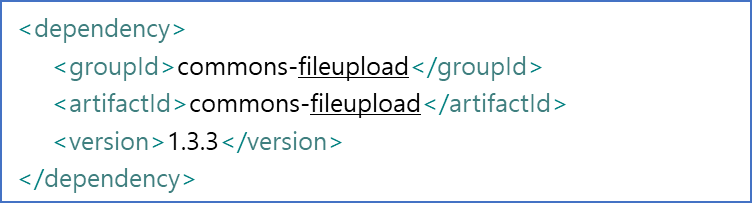 <dependency>
<groupId>commons-fileupload</groupId>
<artifactId>commons-fileupload</artifactId>
<version>1.3.3</version>
</dependency>